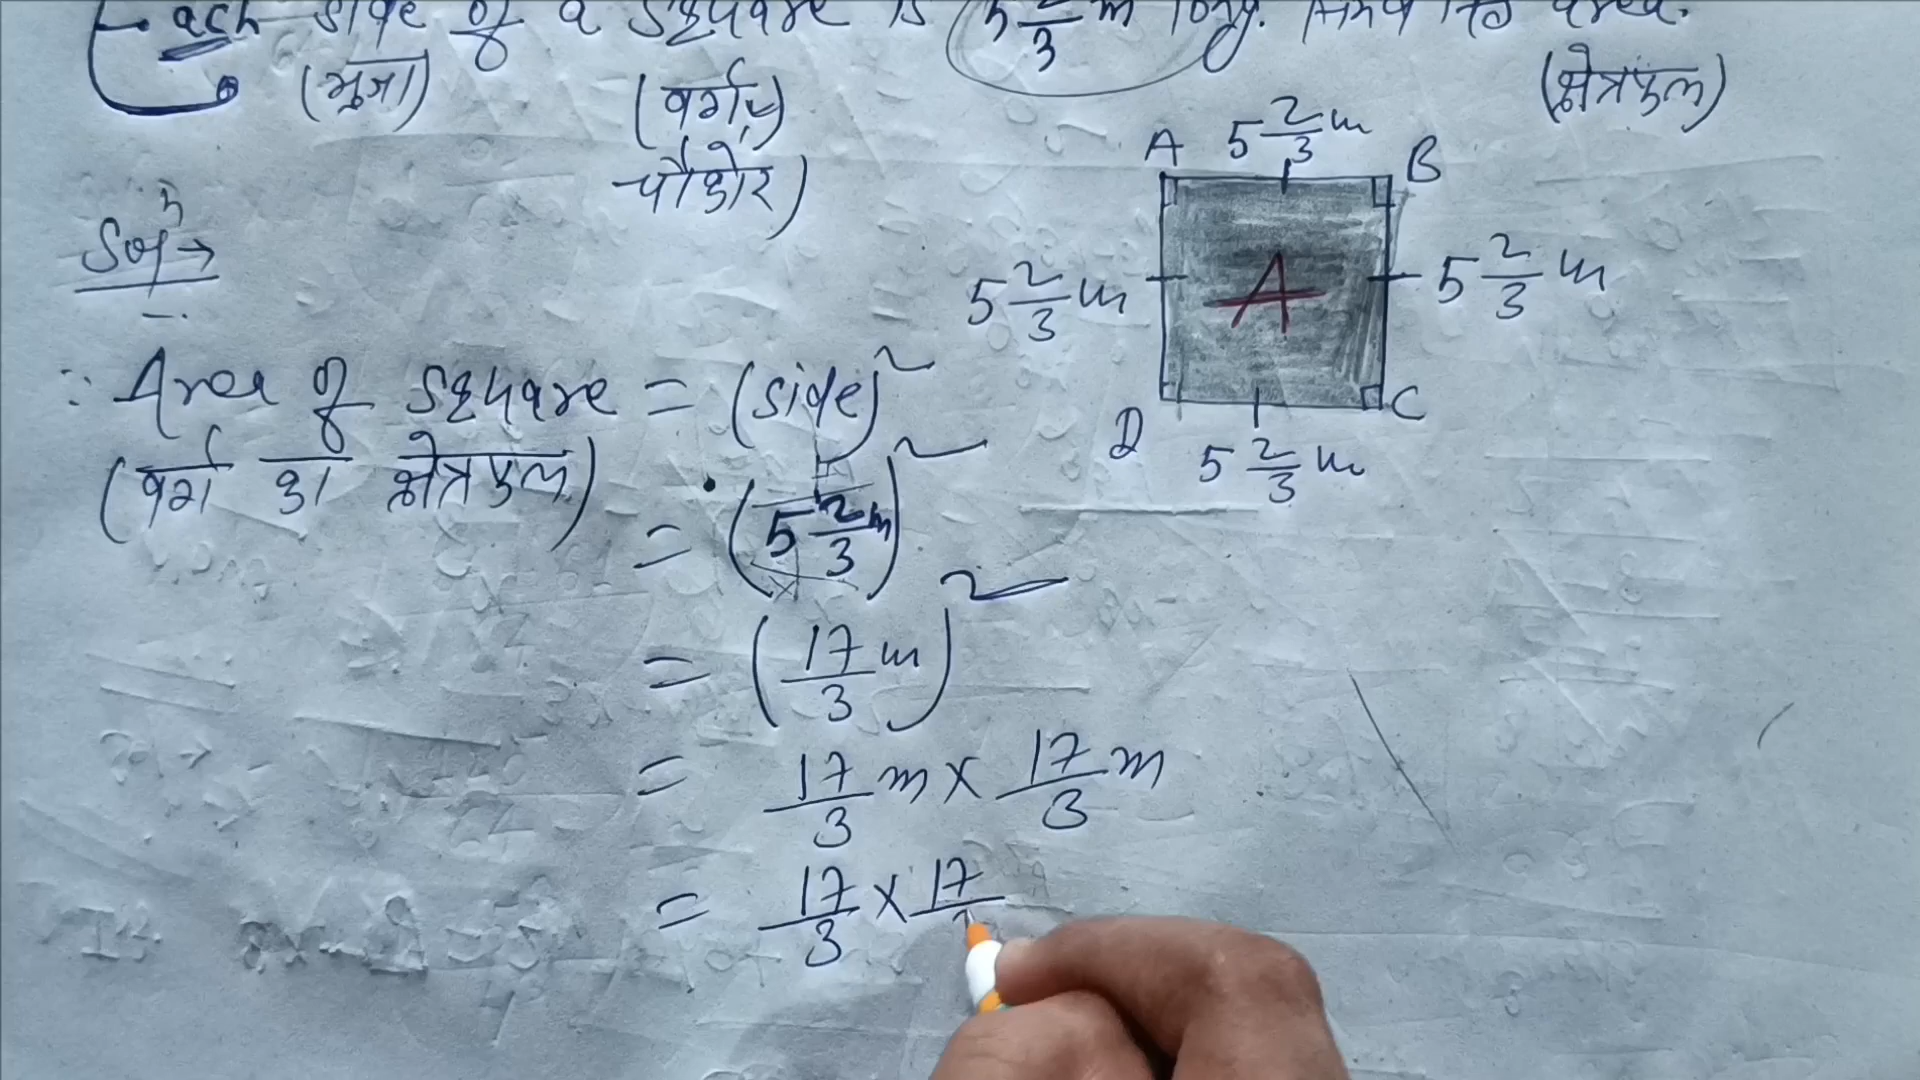 Each side of a square is 5 2/3 m long. Find its area.
(भुजा)
(वर्ग,
चौकोर)
(क्षेत्रफल)
Solⁿ →
A 5 2/3 m B
5 2/3 m A 5 2/3 m
D 5 2/3 m C
∵ Area of square = (side)²
(वर्ग का क्षेत्रफल)
= (5 2/3 m)²
= (17/3 m)²
= 17/3 m × 17/3 m
= 17/3 × 17